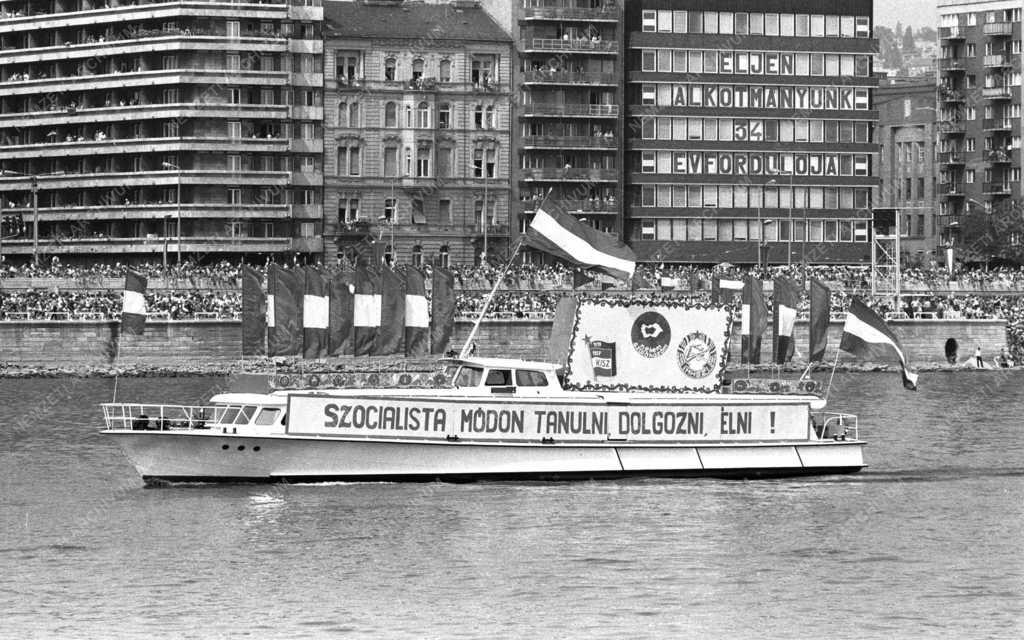 ÉLJEN
ALKOTMÁNYUNK
34
ÉVFORDULÓJA
KISZ
SZOCIALISTA MÓDON TANULNI, DOLGOZNI, ÉLNI !